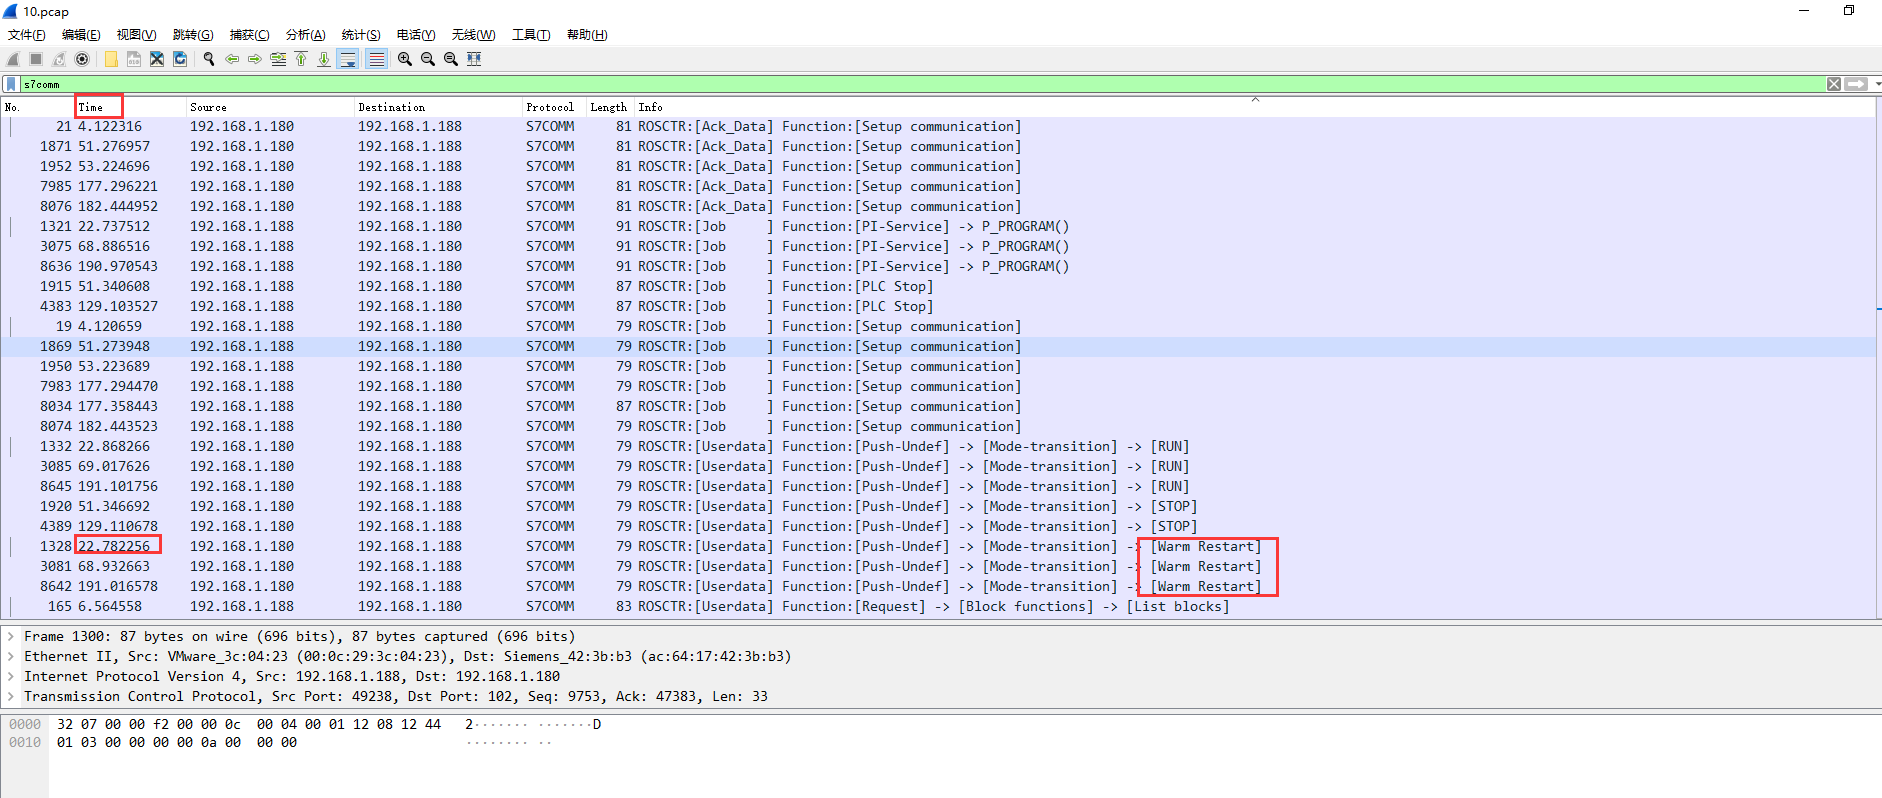 10.pcap
文件(F) 编辑(E) 视图(V) 跳转(G) 捕获(C) 分析(A) 统计(S) 电话(Y) 无线(W) 工具(T) 帮助(H)
s7comm
No. Time Source Destination Protocol Length Info
21 4.122316 192.168.1.180 192.168.1.188 S7COMM 81 ROSCTR:[Ack_Data] Function:[Setup communication]
1871 51.276957 192.168.1.180 192.168.1.188 S7COMM 81 ROSCTR:[Ack_Data] Function:[Setup communication]
1952 53.224696 192.168.1.180 192.168.1.188 S7COMM 81 ROSCTR:[Ack_Data] Function:[Setup communication]
7985 177.296221 192.168.1.180 192.168.1.188 S7COMM 81 ROSCTR:[Ack_Data] Function:[Setup communication]
8076 182.444952 192.168.1.180 192.168.1.188 S7COMM 81 ROSCTR:[Ack_Data] Function:[Setup communication]
1321 22.737512 192.168.1.188 192.168.1.180 S7COMM 91 ROSCTR:[Job     ] Function:[PI-Service] -> P_PROGRAM()
3075 68.886516 192.168.1.188 192.168.1.180 S7COMM 91 ROSCTR:[Job     ] Function:[PI-Service] -> P_PROGRAM()
8636 190.970543 192.168.1.188 192.168.1.180 S7COMM 91 ROSCTR:[Job     ] Function:[PI-Service] -> P_PROGRAM()
1915 51.340608 192.168.1.188 192.168.1.180 S7COMM 87 ROSCTR:[Job     ] Function:[PLC Stop]
4383 129.103527 192.168.1.188 192.168.1.180 S7COMM 87 ROSCTR:[Job     ] Function:[PLC Stop]
19 4.120659 192.168.1.188 192.168.1.180 S7COMM 79 ROSCTR:[Job     ] Function:[Setup communication]
1869 51.273948 192.168.1.188 192.168.1.180 S7COMM 79 ROSCTR:[Job     ] Function:[Setup communication]
1950 53.223689 192.168.1.188 192.168.1.180 S7COMM 79 ROSCTR:[Job     ] Function:[Setup communication]
7983 177.294470 192.168.1.188 192.168.1.180 S7COMM 79 ROSCTR:[Job     ] Function:[Setup communication]
8034 177.358443 192.168.1.188 192.168.1.180 S7COMM 87 ROSCTR:[Job     ] Function:[Setup communication]
8074 182.443523 192.168.1.188 192.168.1.180 S7COMM 79 ROSCTR:[Job     ] Function:[Setup communication]
1332 22.868266 192.168.1.180 192.168.1.188 S7COMM 79 ROSCTR:[Userdata] Function:[Push-Undef] -> [Mode-transition] -> [RUN]
3085 69.017626 192.168.1.180 192.168.1.188 S7COMM 79 ROSCTR:[Userdata] Function:[Push-Undef] -> [Mode-transition] -> [RUN]
8645 191.101756 192.168.1.180 192.168.1.188 S7COMM 79 ROSCTR:[Userdata] Function:[Push-Undef] -> [Mode-transition] -> [RUN]
1920 51.346692 192.168.1.180 192.168.1.188 S7COMM 79 ROSCTR:[Userdata] Function:[Push-Undef] -> [Mode-transition] -> [STOP]
4389 129.110678 192.168.1.180 192.168.1.188 S7COMM 79 ROSCTR:[Userdata] Function:[Push-Undef] -> [Mode-transition] -> [STOP]
1328 22.782256 192.168.1.180 192.168.1.188 S7COMM 79 ROSCTR:[Userdata] Function:[Push-Undef] -> [Mode-transition] -> [Warm Restart]
3081 68.932663 192.168.1.180 192.168.1.188 S7COMM 79 ROSCTR:[Userdata] Function:[Push-Undef] -> [Mode-transition] -> [Warm Restart]
8642 191.016578 192.168.1.180 192.168.1.188 S7COMM 79 ROSCTR:[Userdata] Function:[Push-Undef] -> [Mode-transition] -> [Warm Restart]
165 6.564558 192.168.1.188 192.168.1.180 S7COMM 83 ROSCTR:[Userdata] Function:[Request] -> [Block functions] -> [List blocks]
Frame 1300: 87 bytes on wire (696 bits), 87 bytes captured (696 bits)
Ethernet II, Src: VMware_3c:04:23 (00:0c:29:3c:04:23), Dst: Siemens_42:3b:b3 (ac:64:17:42:3b:b3)
Internet Protocol Version 4, Src: 192.168.1.188, Dst: 192.168.1.180
Transmission Control Protocol, Src Port: 49238, Dst Port: 102, Seq: 9753, Ack: 47383, Len: 33
0000 32 07 00 00 f2 00 00 0c 00 04 00 01 12 08 12 44 2······· ·······D
0010 01 03 00 00 00 00 0a 00 00 00 ········ ··